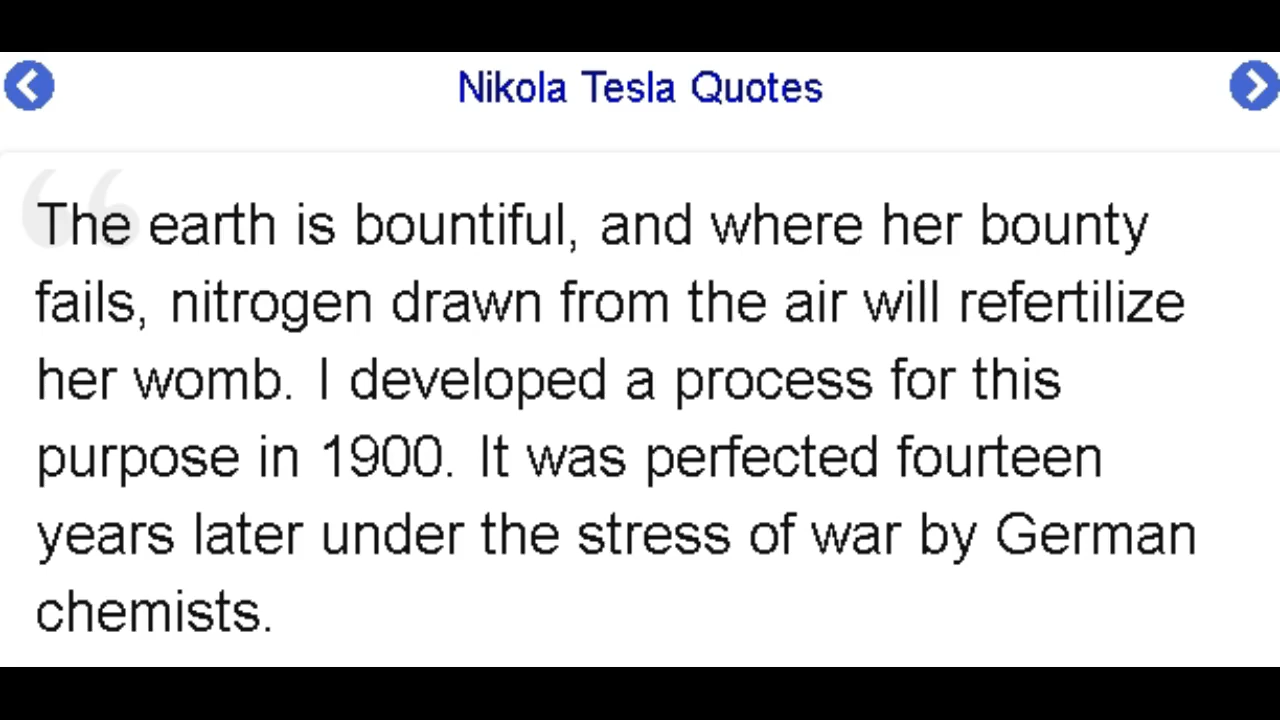 Nikola Tesla Quotes
The earth is bountiful, and where her bounty
fails, nitrogen drawn from the air will refertilize
her womb. I developed a process for this
purpose in 1900. It was perfected fourteen
years later under the stress of war by German
chemists.